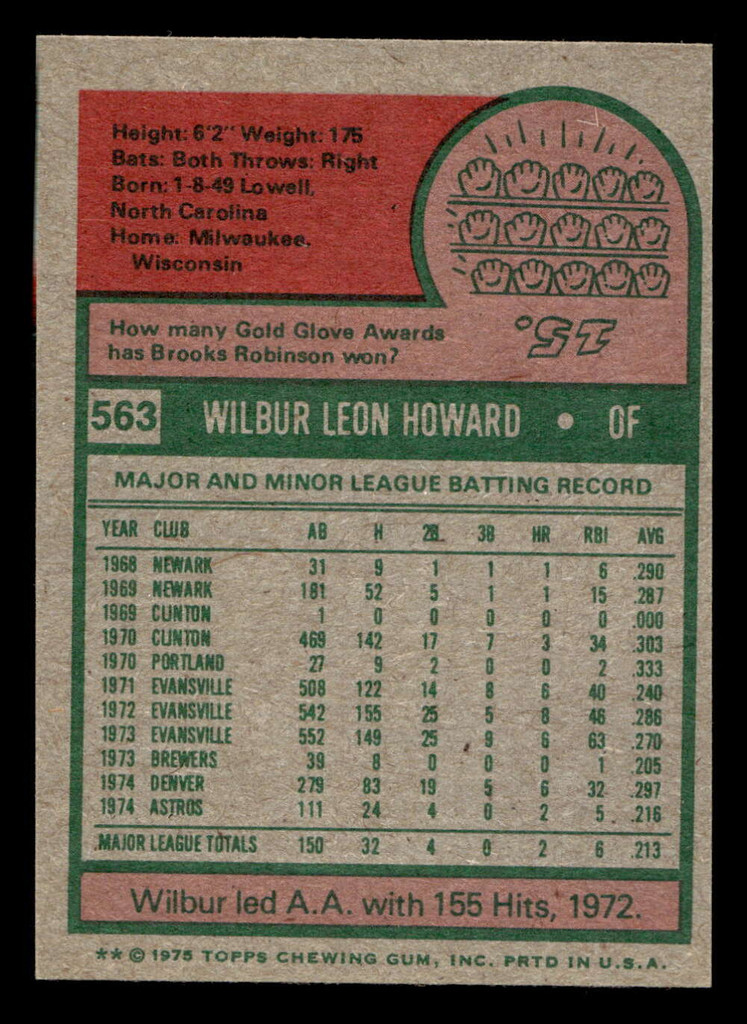 Height: 6'2" Weight: 175
Bats: Both Throws: Right
Born: 1-8-49 Lowell,
North Carolina
Home: Milwaukee,
Wisconsin
How many Gold Glove Awards
has Brooks Robinson won?
15.
563 WILBUR LEON HOWARD • OF
MAJOR AND MINOR LEAGUE BATTING RECORD
YEAR CLUB AB H 2B 3B HR RBI AVG
1968 NEWARK 31 9 1 1 1 6 .290
1969 NEWARK 181 52 5 1 1 15 .287
1969 CLINTON 1 0 0 0 0 0 .000
1970 CLINTON 469 142 17 7 3 34 .303
1970 PORTLAND 27 9 2 0 0 2 .333
1971 EVANSVILLE 508 122 14 8 6 40 .240
1972 EVANSVILLE 542 155 25 5 8 46 .286
1973 EVANSVILLE 552 149 25 9 6 63 .270
1973 BREWERS 39 8 0 0 0 1 .205
1974 DENVER 279 83 19 5 6 32 .297
1974 ASTROS 111 24 4 0 2 5 .216
MAJOR LEAGUE TOTALS 150 32 4 0 2 6 .213
Wilbur led A.A. with 155 Hits, 1972.
** © 1975 TOPPS CHEWING GUM, INC. PRTD IN U.S.A.